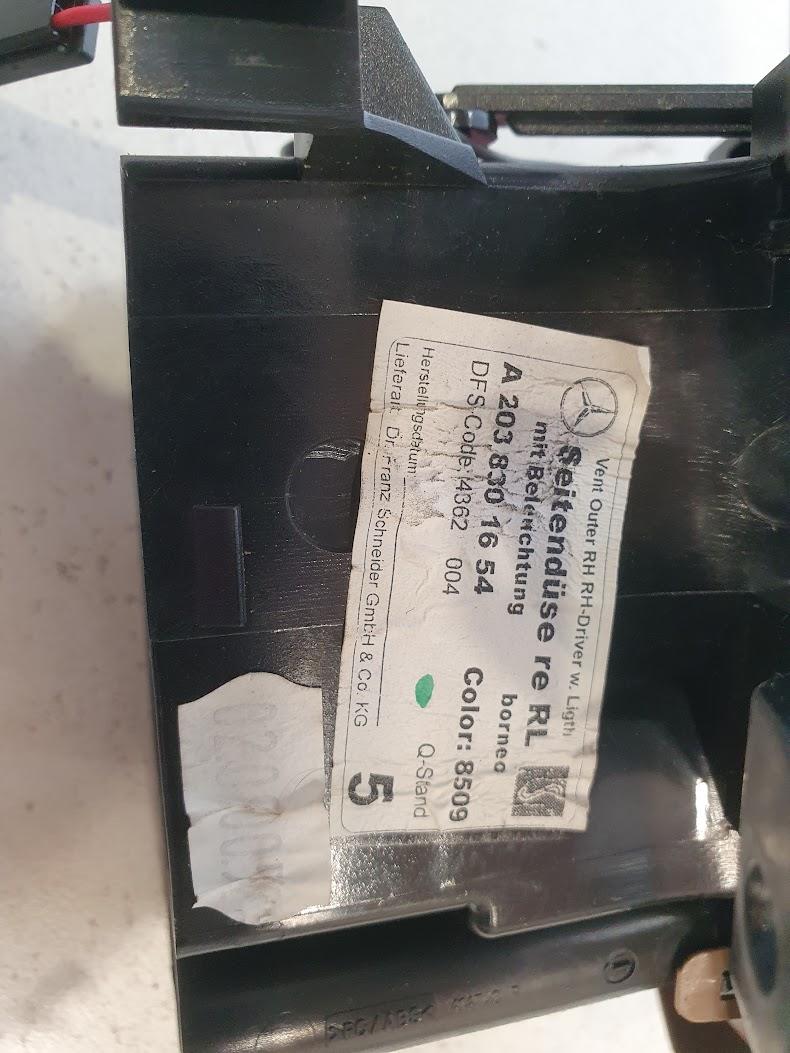 Vent Outer RH RH-Driver w. Ligth
Seitendüse re RL
mit Beleuchtung borneo
A 203 830 16 54
DFS Code: 4362 004 Color: 8509
Herstellungsdatum Q-Stand
Lieferant Dr. Franz Schneider GmbH & Co. KG 5